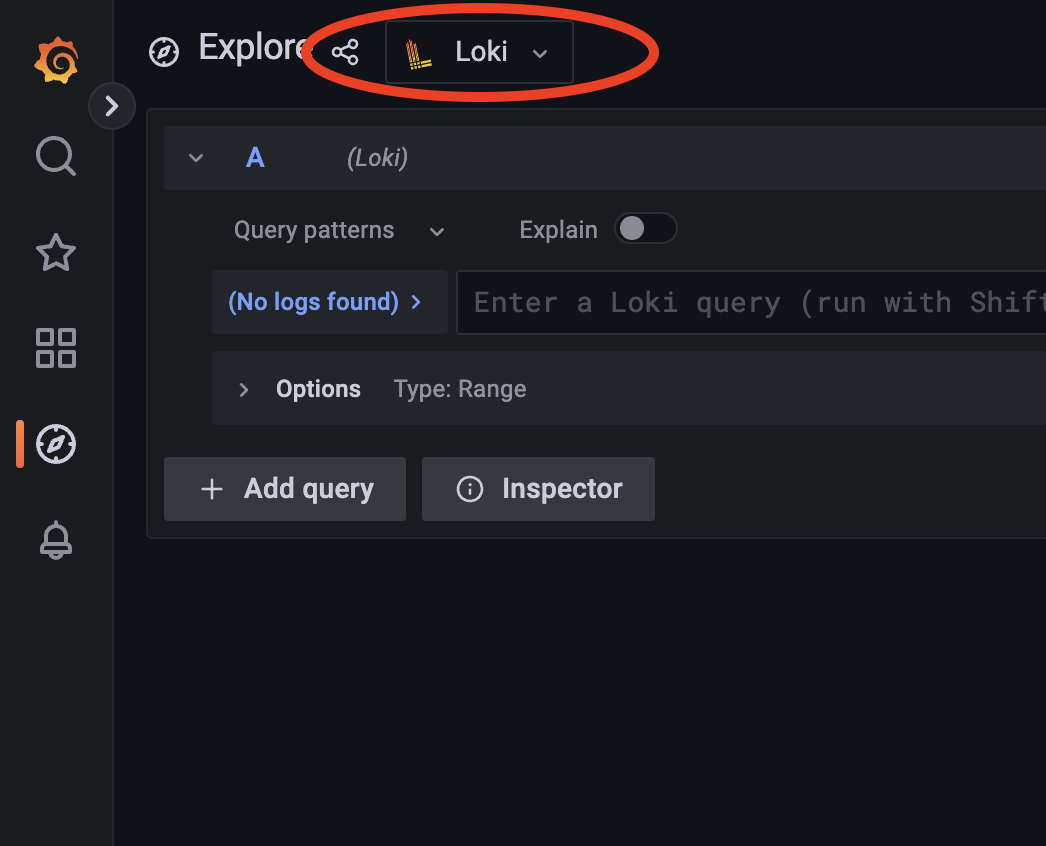 Explore
Loki
A (Loki)
Query patterns Explain
(No logs found) > Enter a Loki query (run with Shift
Options Type: Range
+ Add query Inspector